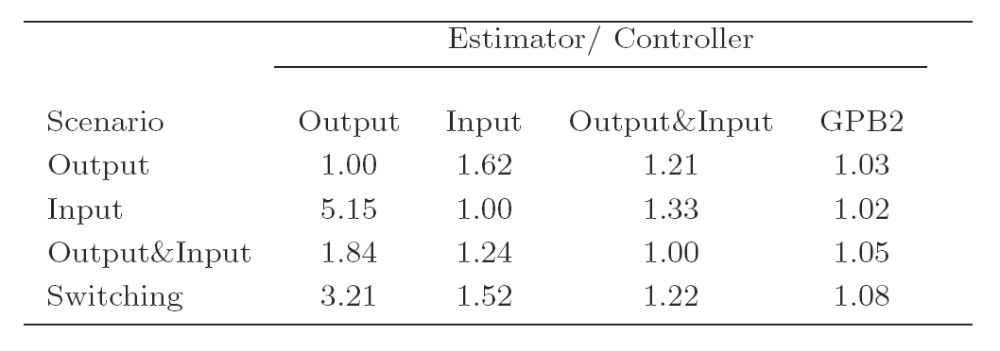 Estimator/ Controller
Scenario Output Input Output&Input GPB2
Output 1.00 1.62 1.21 1.03
Input 5.15 1.00 1.33 1.02
Output&Input 1.84 1.24 1.00 1.05
Switching 3.21 1.52 1.22 1.08